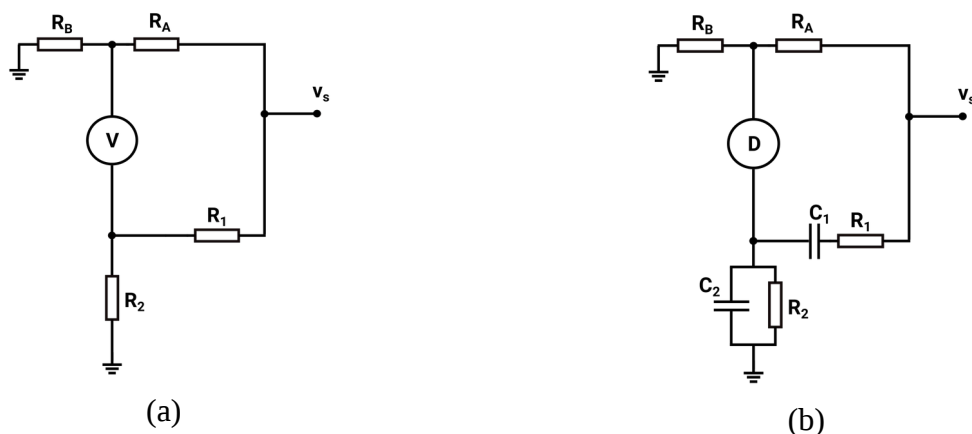 R_B
R_A
v_s
V
R_1
R_2
(a)
R_B
R_A
v_s
D
C_1
R_1
C_2
R_2
(b)